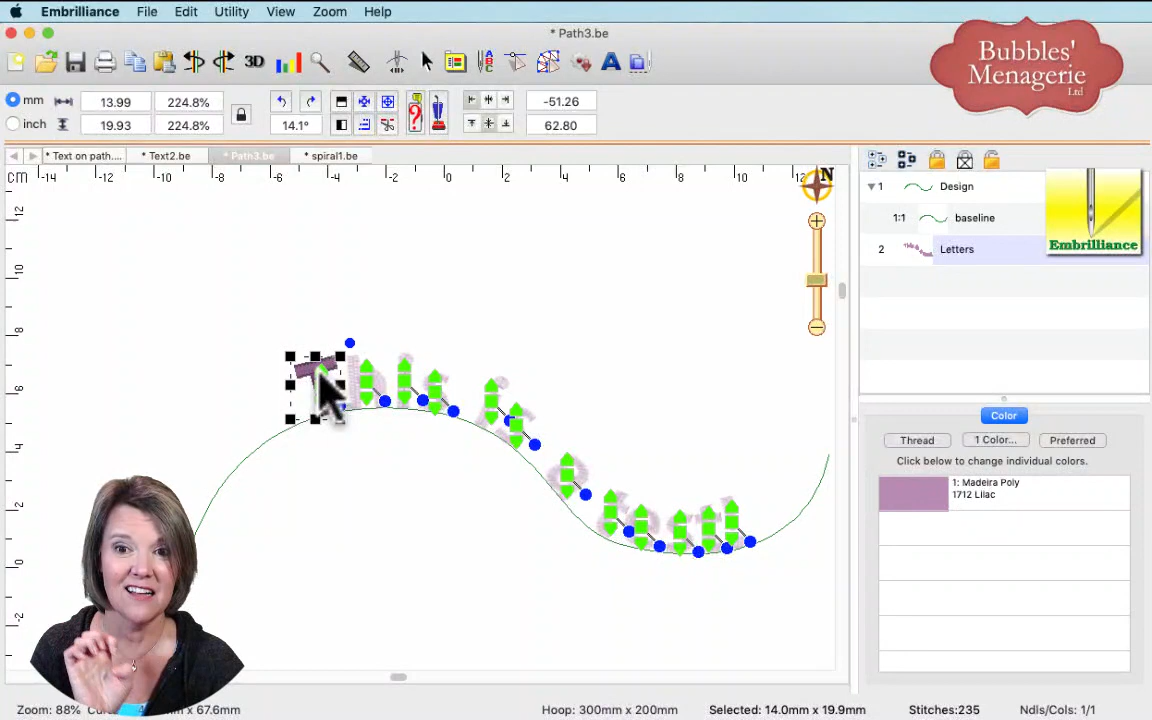 Embrilliance File Edit Utility View Zoom Help
* Path3.be
Bubbles'
Menagerie
Ltd
3D
A
mm 13.99 224.8% -51.26
inch 19.93 224.8% 14.1° 62.80
* Text on path.... * Text2.be * Path3.be * spiral1.be
CM -14 -12 -10 -8 -6 -4 -2 0 2 4 6 8 10 12
N
12
10
8
6
4
2
0
-2
-4
1 Design
1:1 baseline
2 Letters
Embrilliance
Color
Thread 1 Color... Preferred
Click below to change individual colors.
1: Madeira Poly
1712 Lilac
Zoom: 88% x 67.6mm Hoop: 300mm x 200mm Selected: 14.0mm x 19.9mm Stitches:235 Ndls/Cols: 1/1